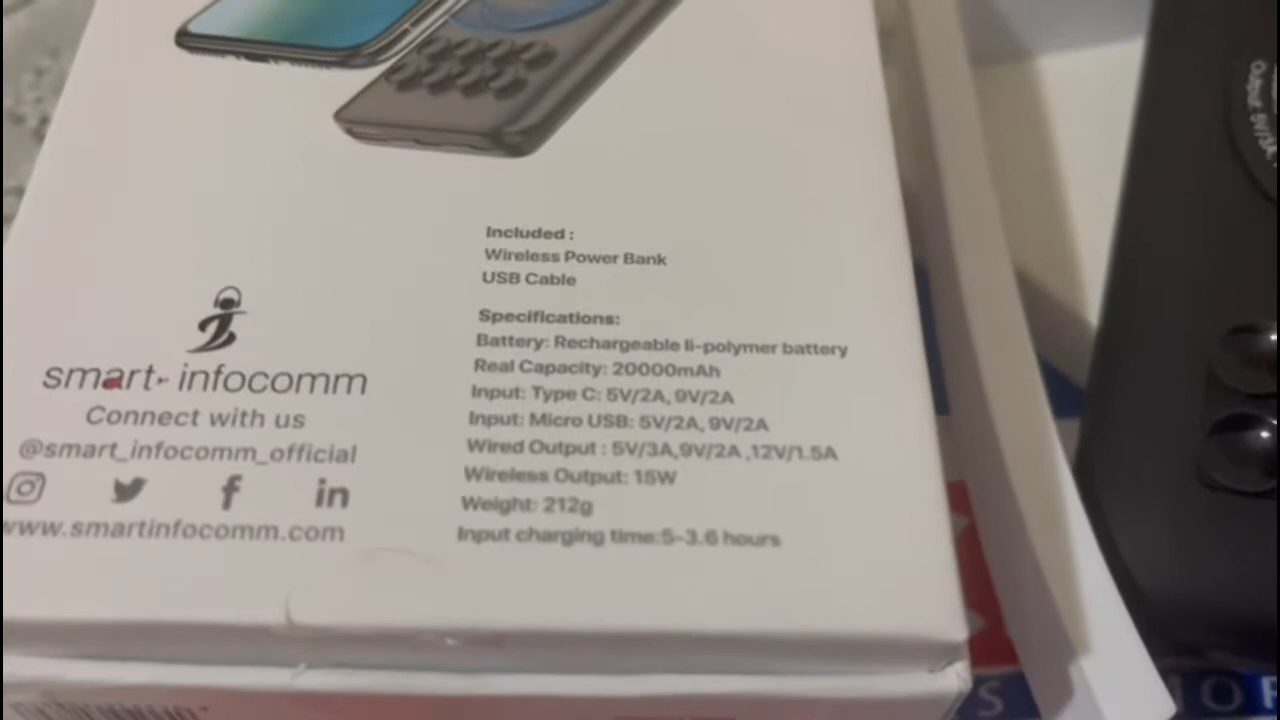 Included :
Wireless Power Bank
USB Cable
Specifications:
Battery: Rechargeable li-polymer battery
Real Capacity: 20000mAh
Input: Type C: 5V/2A, 9V/2A
Input: Micro USB: 5V/2A, 9V/2A
Wired Output : 5V/3A,9V/2A ,12V/1.5A
Wireless Output: 15W
Weight: 212g
Input charging time:5-3.6 hours
smart- infocomm
Connect with us
@smart_infocomm_official
www.smartinfocomm.com
Output: 5V/3A,